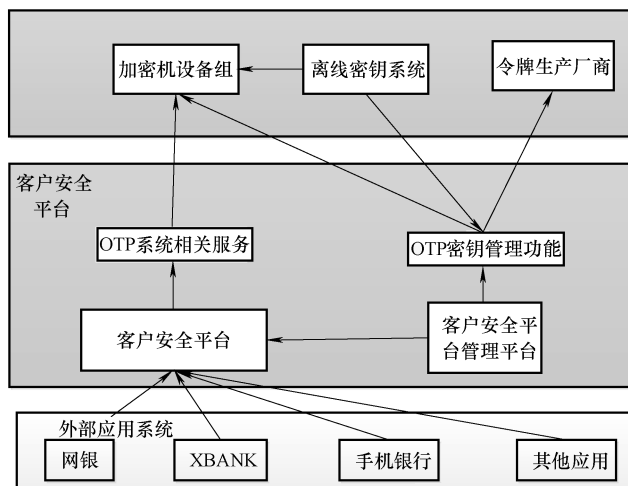 加密机设备组
离线密钥系统
令牌生产厂商
客户安全
平台
OTP系统相关服务
OTP密钥管理功能
客户安全平台
客户安全平
台管理平台
外部应用系统
网银
XBANK
手机银行
其他应用